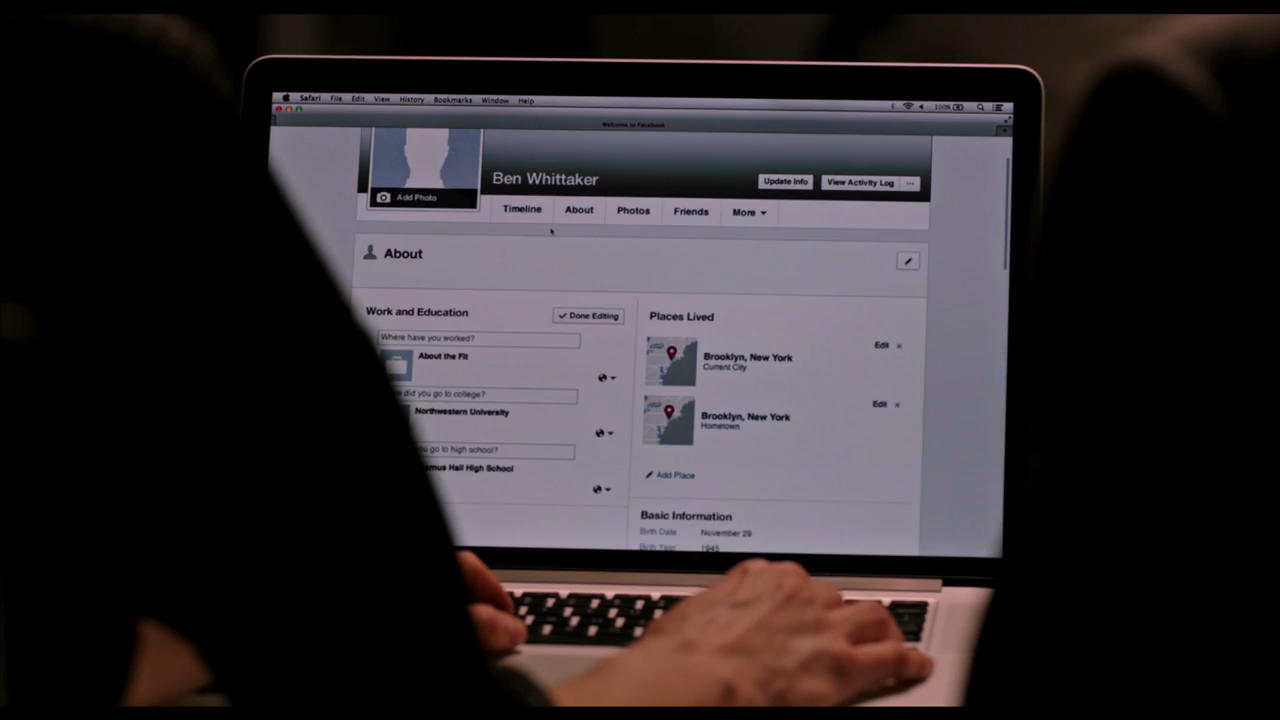 Safari File Edit View History Bookmarks Window Help 100%
Welcome to Facebook
Add Photo
Ben Whittaker
Update Info
View Activity Log ...
Timeline About Photos Friends More
About
Work and Education
Done Editing
Where have you worked?
About the Fit
did you go to college?
Northwestern University
you go to high school?
Hall High School
Places Lived
Brooklyn, New York
Current City
Edit ×
Brooklyn, New York
Hometown
Edit ×
Add Place
Basic Information
Birth Date November 29
Birth Year 1945